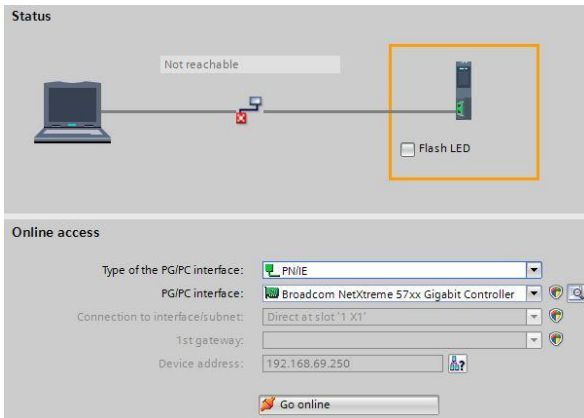 Status
Not reachable
Flash LED
Online access
Type of the PG/PC interface: PN/IE
PG/PC interface: Broadcom NetXtreme 57xx Gigabit Controller
Connection to interface/subnet: Direct at slot '1 X1'
1st gateway:
Device address: 192.168.69.250
Go online